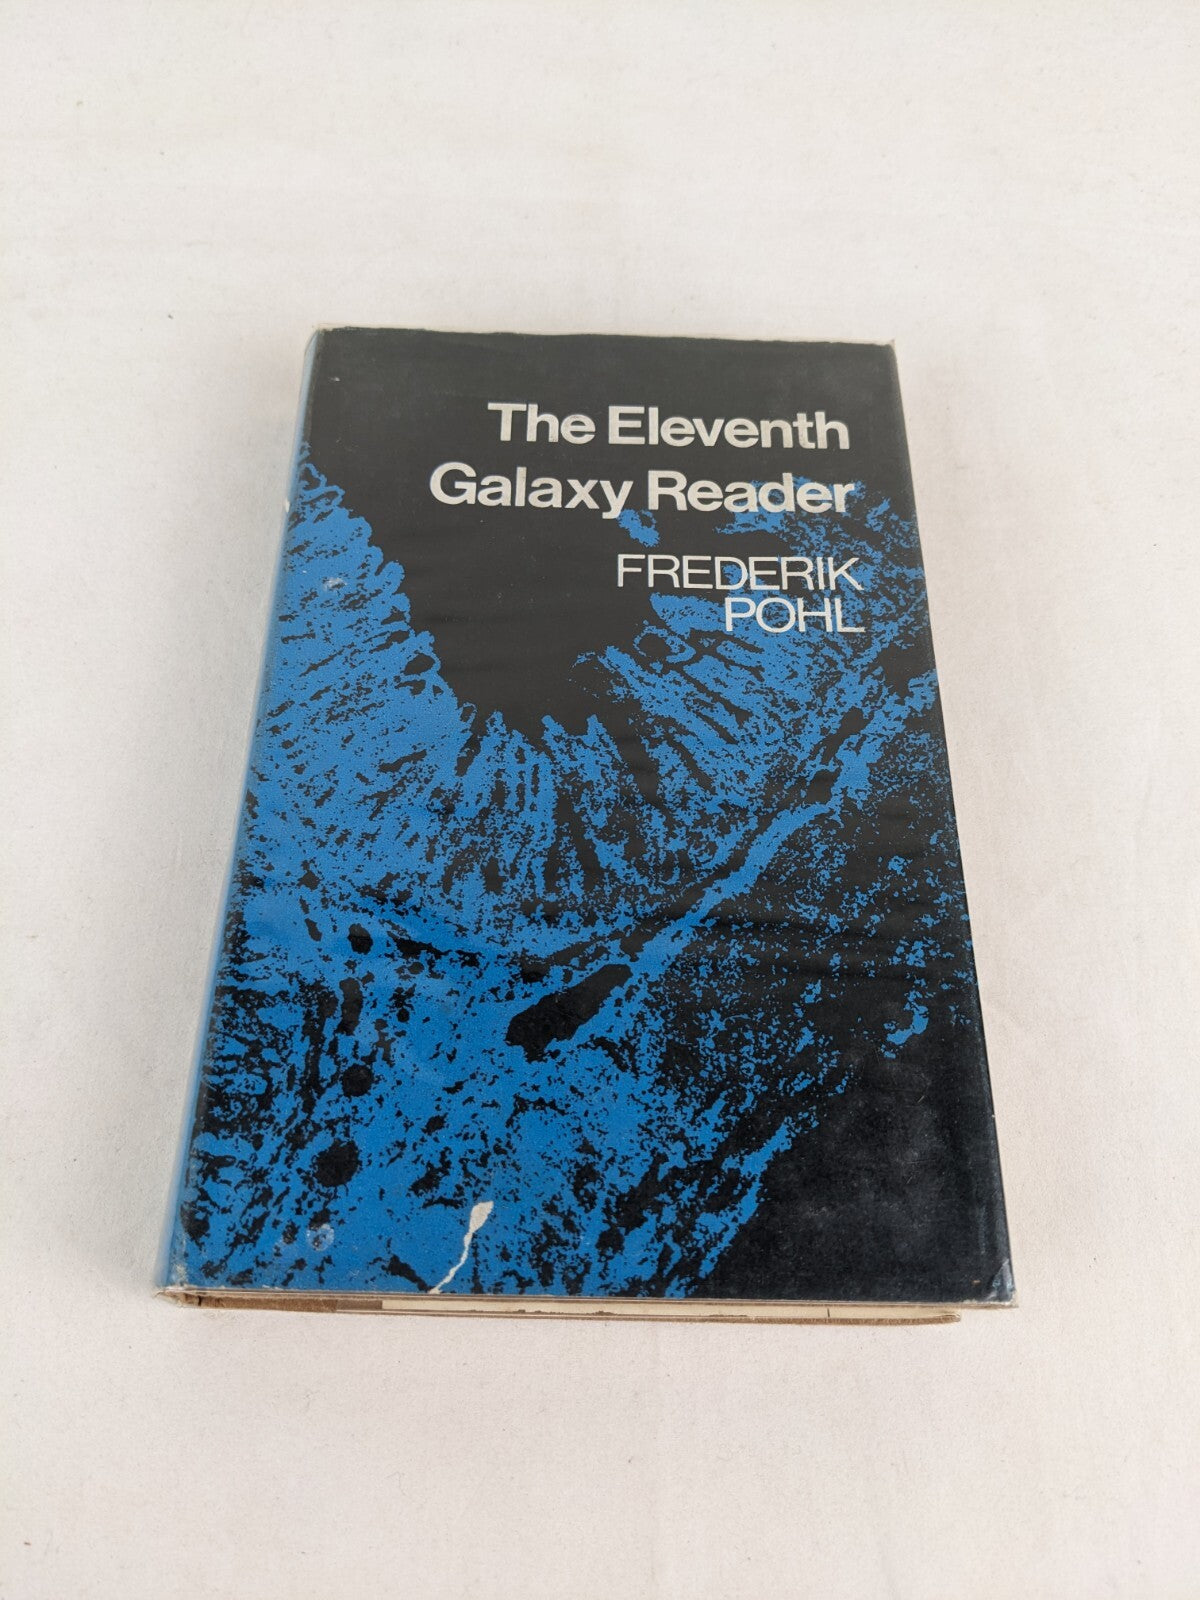 The Eleventh
Galaxy Reader
FREDERIK
POHL